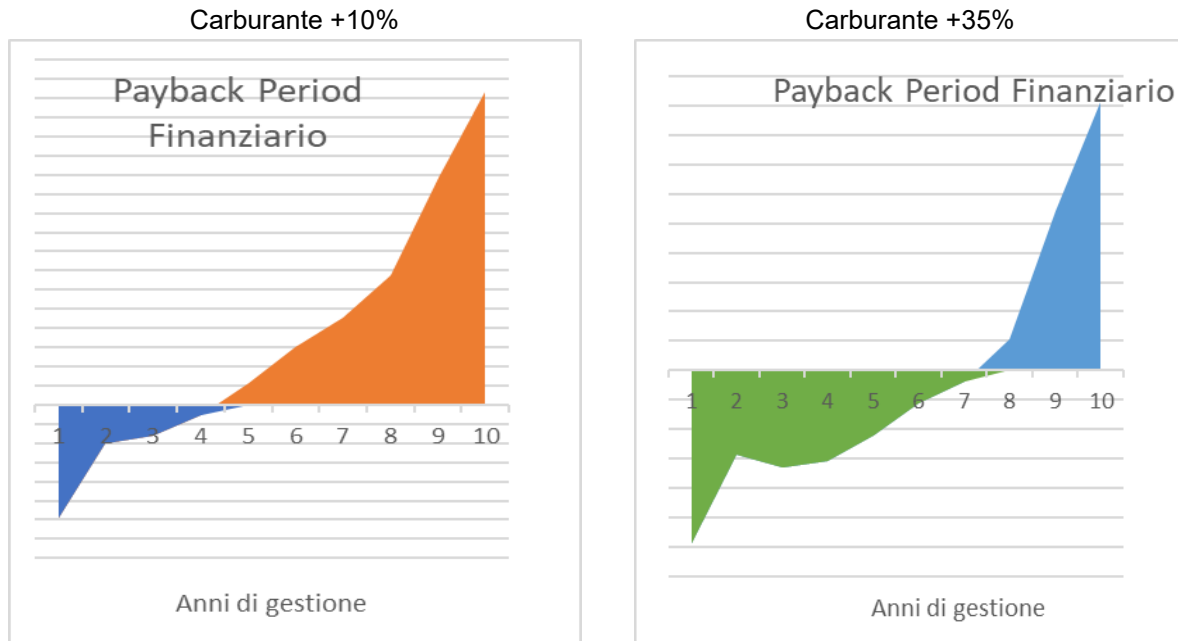 Carburante +10%
Payback Period
Finanziario
1 2 3 4 5 6 7 8 9 10
Anni di gestione
Carburante +35%
Payback Period Finanziario
1 2 3 4 5 6 7 8 9 10
Anni di gestione